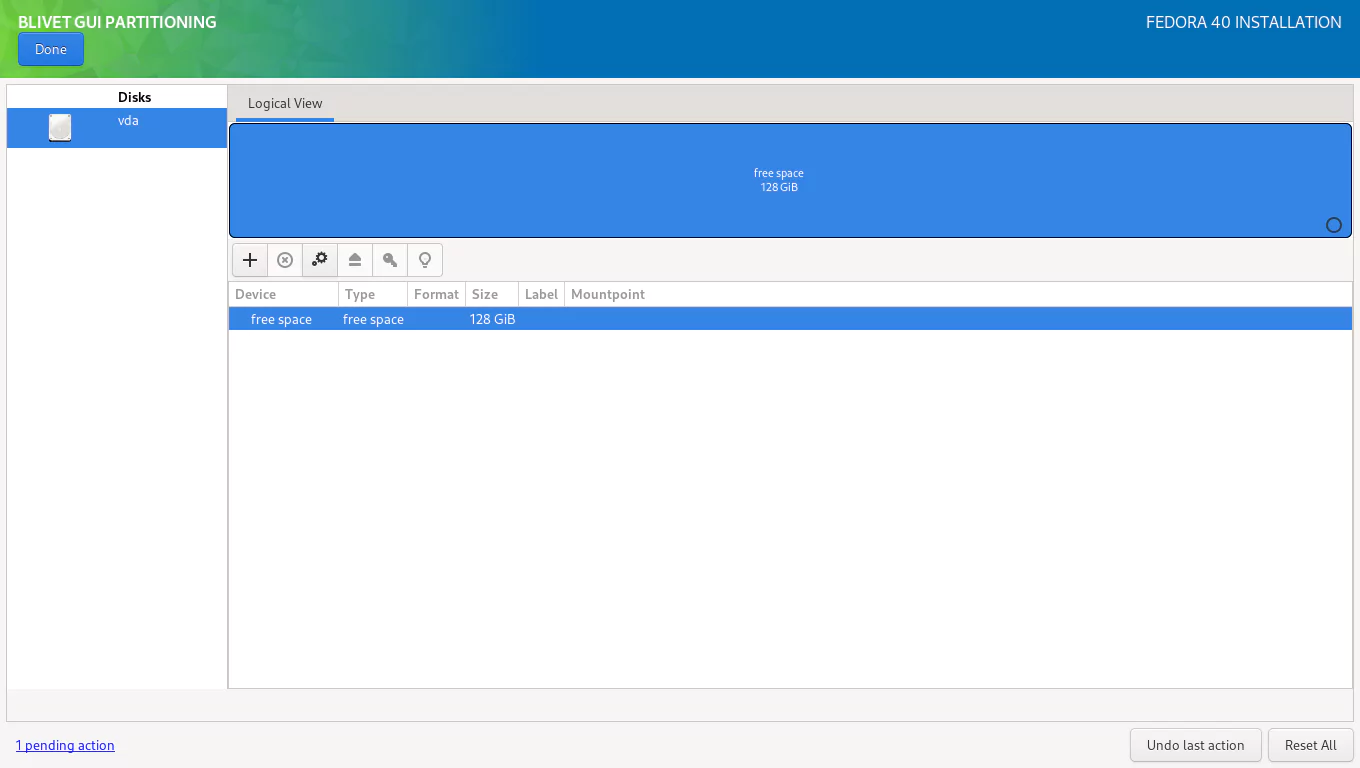 BLIVET GUI PARTITIONING
FEDORA 40 INSTALLATION
Done
Disks
vda
Logical View
free space
128 GiB
Device Type Format Size Label Mountpoint
free space free space 128 GiB
1 pending action
Undo last action
Reset All